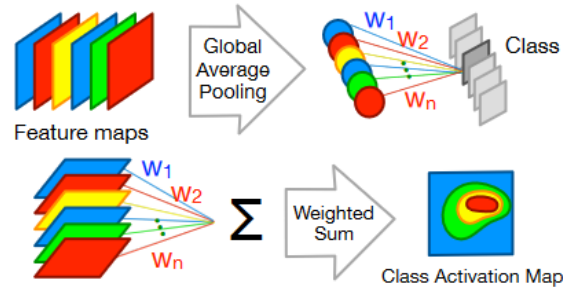 W1
W2
Wn
Global
Average
Pooling
Class
Feature maps
W1
W2
Wn
Σ
Weighted
Sum
Class Activation Map